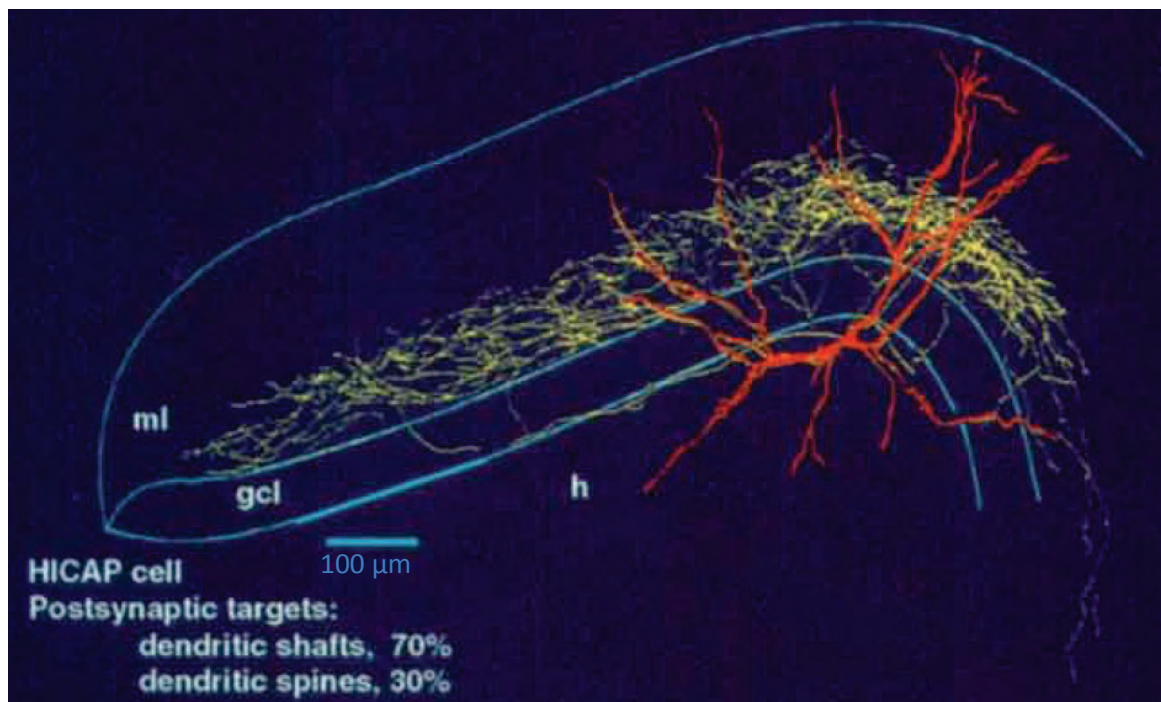 ml
gcl
h
100 μm
HICAP cell
Postsynaptic targets:
dendritic shafts, 70%
dendritic spines, 30%